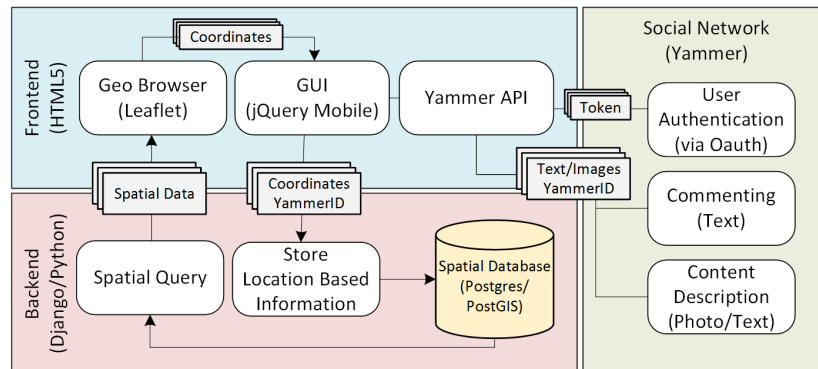 Frontend
(HTML5)
Coordinates
Geo Browser
(Leaflet)
GUI
(jQuery Mobile)
Yammer API
Spatial Data
Coordinates
YammerID
Token
Text/Images
YammerID
Social Network
(Yammer)
User
Authentication
(via Oauth)
Commenting
(Text)
Content
Description
(Photo/Text)
Backend
(Django/Python)
Spatial Query
Store
Location Based
Information
Spatial Database
(Postgres/
PostGIS)